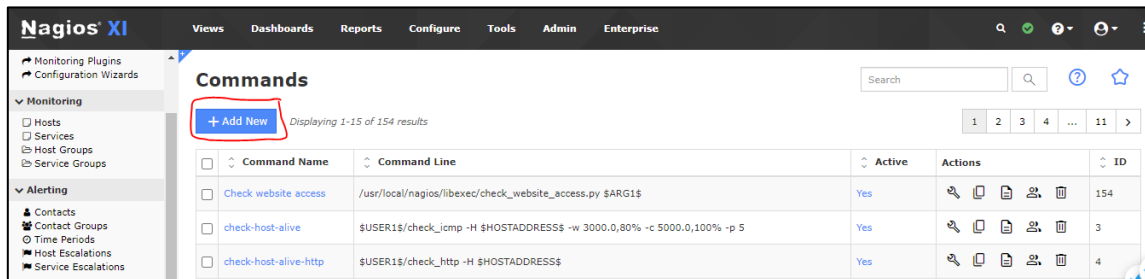 Nagios® XI
Views Dashboards Reports Configure Tools Admin Enterprise
Monitoring Plugins
Configuration Wizards
Monitoring
Hosts
Services
Host Groups
Service Groups
Alerting
Contacts
Contact Groups
Time Periods
Host Escalations
Service Escalations
Commands
Search
+ Add New Displaying 1-15 of 154 results
1 2 3 4 ... 11 >
Command Name Command Line Active Actions ID
Check website access /usr/local/nagios/libexec/check_website_access.py $ARG1$ Yes 154
check-host-alive $USER1$/check_icmp -H $HOSTADDRESS$ -w 3000.0,80% -c 5000.0,100% -p 5 Yes 3
check-host-alive-http $USER1$/check_http -H $HOSTADDRESS$ Yes 4